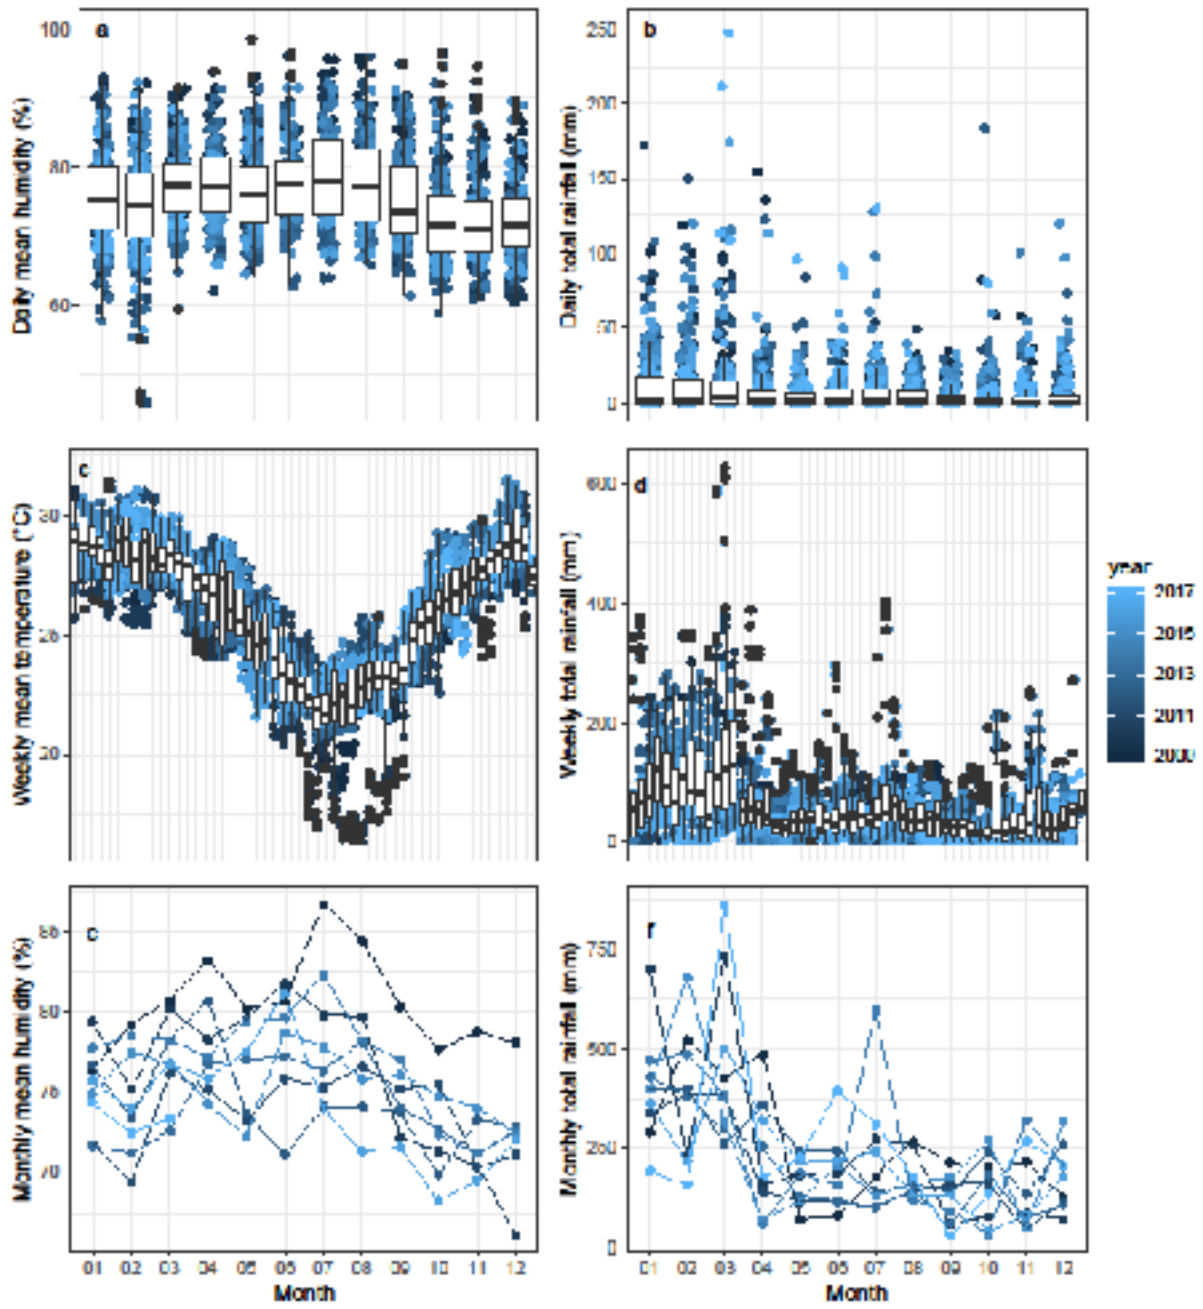 a
Daily mean humidity (%)
100
80
60
b
Daily total rainfall (mm)
250
200
150
100
50
0
c
Weekly mean temperature (°C)
30
25
20
d
Weekly total rainfall (mm)
600
400
200
0
year
2017
2015
2013
2011
e
Monthly mean humidity (%)
85
80
75
70
01 02 03 04 05 06 07 08 09 10 11 12
Month
f
Monthly total rainfall (mm)
750
500
250
0
01 02 03 04 05 06 07 08 09 10 11 12
Month